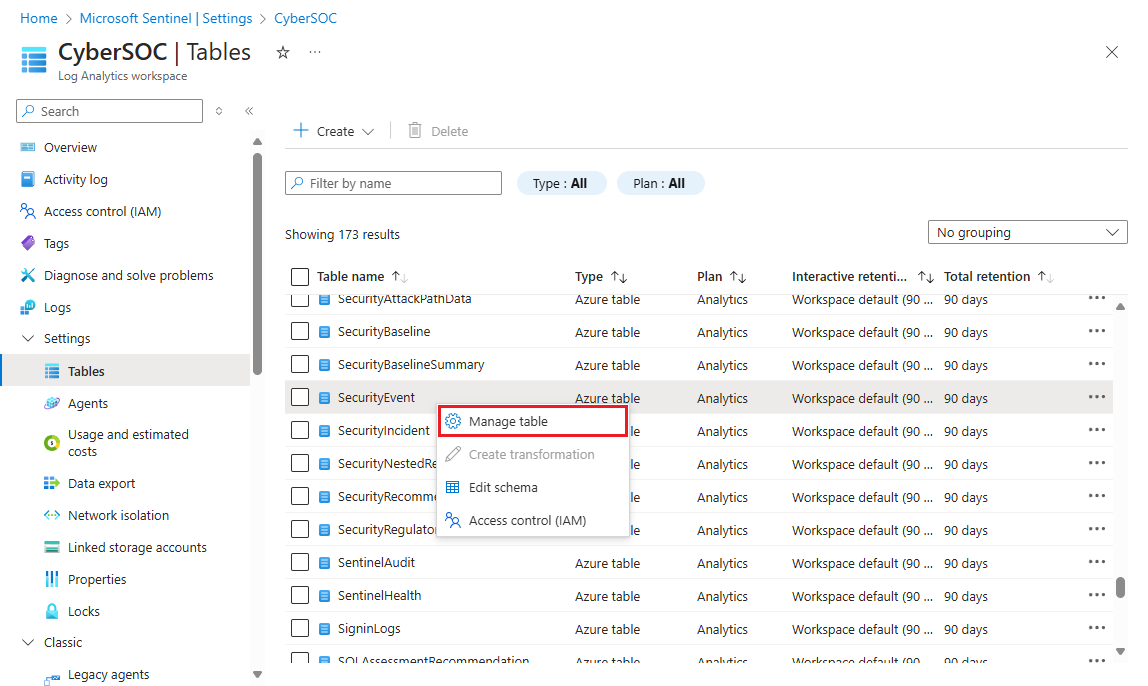 Home > Microsoft Sentinel | Settings > CyberSOC
CyberSOC | Tables
Log Analytics workspace
Search
Overview
Activity log
Access control (IAM)
Tags
Diagnose and solve problems
Logs
Settings
Tables
Agents
Usage and estimated
costs
Data export
Network isolation
Linked storage accounts
Properties
Locks
Classic
Legacy agents
Create Delete
Filter by name Type : All Plan : All
Showing 173 results No grouping
Table name Type Plan Interactive retenti... Total retention
SecurityAttackPathData Azure table Analytics Workspace default (90 ... 90 days
SecurityBaseline Azure table Analytics Workspace default (90 ... 90 days
SecurityBaselineSummary Azure table Analytics Workspace default (90 ... 90 days
SecurityEvent Azure table Analytics Workspace default (90 ... 90 days
Manage table
Create transformation
Edit schema
Access control (IAM)
SecurityIncident le Analytics Workspace default (90 ... 90 days
SecurityNestedRe le Analytics Workspace default (90 ... 90 days
SecurityRecomme le Analytics Workspace default (90 ... 90 days
SecurityRegulator le Analytics Workspace default (90 ... 90 days
SentinelAudit Azure table Analytics Workspace default (90 ... 90 days
SentinelHealth Azure table Analytics Workspace default (90 ... 90 days
SigninLogs Azure table Analytics Workspace default (90 ... 90 days
SQLAssessmentRecommendation Azure table Analytics Workspace default (90 ... 90 days